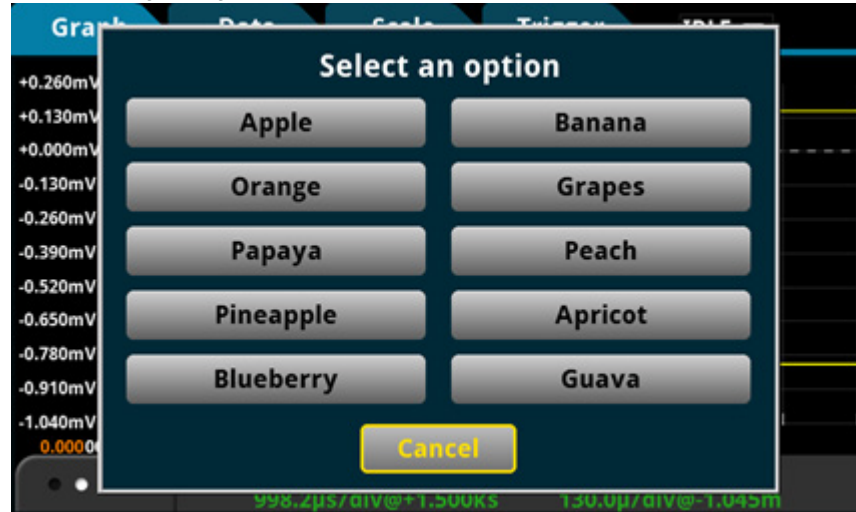 Select an option
Apple
Banana
Orange
Grapes
Papaya
Peach
Pineapple
Apricot
Blueberry
Guava
Cancel
+0.260mV
+0.130mV
+0.000mV
-0.130mV
-0.260mV
-0.390mV
-0.520mV
-0.650mV
-0.780mV
-0.910mV
-1.040mV
998.2µs/div@+1.500ks 130.0µ/div@-1.045m